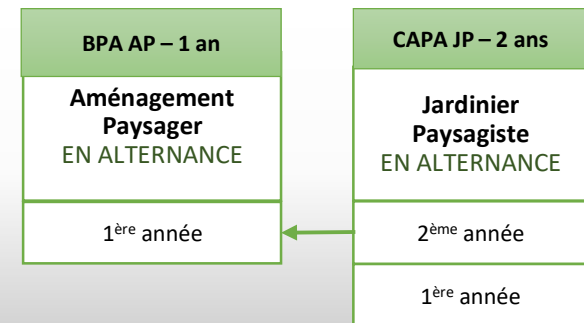 BPA AP – 1 an
Aménagement
Paysager
EN ALTERNANCE
1ère année
CAPA JP – 2 ans
Jardinier
Paysagiste
EN ALTERNANCE
2ème année
1ère année